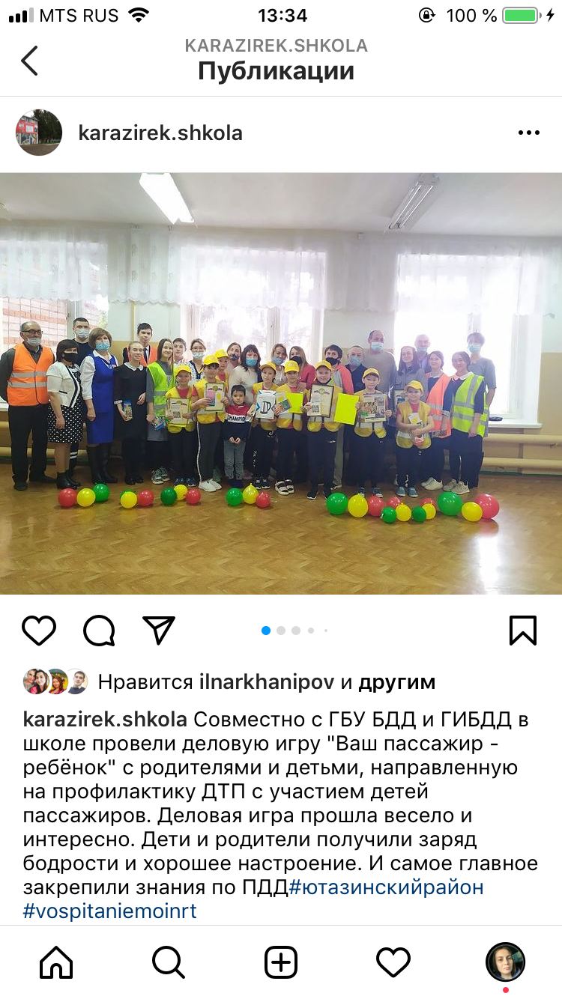 MTS RUS 13:34 100 %
KARAZIREK.SHKOLA
Публикации
karazirek.shkola
CHAMPION
Нравится ilnarkhanipov и другим
karazirek.shkola Совместно с ГБУ БДД и ГИБДД в
школе провели деловую игру "Ваш пассажир -
ребёнок" с родителями и детьми, направленную
на профилактику ДТП с участием детей
пассажиров. Деловая игра прошла весело и
интересно. Дети и родители получили заряд
бодрости и хорошее настроение. И самое главное
закрепили знания по ПДД#ютазинскийрайон
#vospitaniemoinrt